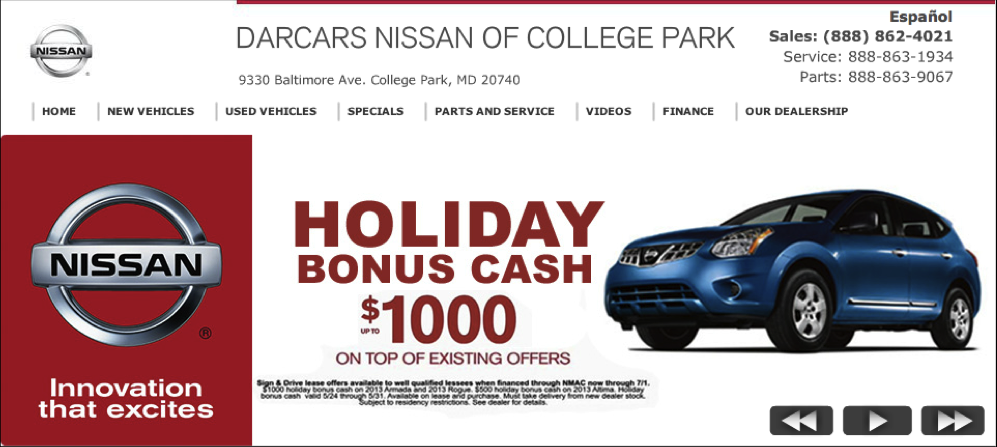 NISSAN
DARCARS NISSAN OF COLLEGE PARK
9330 Baltimore Ave. College Park, MD 20740
Español
Sales: (888) 862-4021
Service: 888-863-1934
Parts: 888-863-9067
HOME NEW VEHICLES USED VEHICLES SPECIALS PARTS AND SERVICE VIDEOS FINANCE OUR DEALERSHIP
NISSAN
®
Innovation
that excites
HOLIDAY
BONUS CASH
UP TO $1000
ON TOP OF EXISTING OFFERS
Sign & Drive lease offers available to well qualified lessees when financed through NMAC now through 7/1.
$1000 holiday bonus cash on 2013 Armada and 2013 Rogue. $500 holiday bonus cash on 2013 Altima. Holiday
bonus cash valid 5/24 through 5/31. Available on lease and purchase. Must take delivery from new dealer stock.
Subject to residency restrictions. See dealer for details.